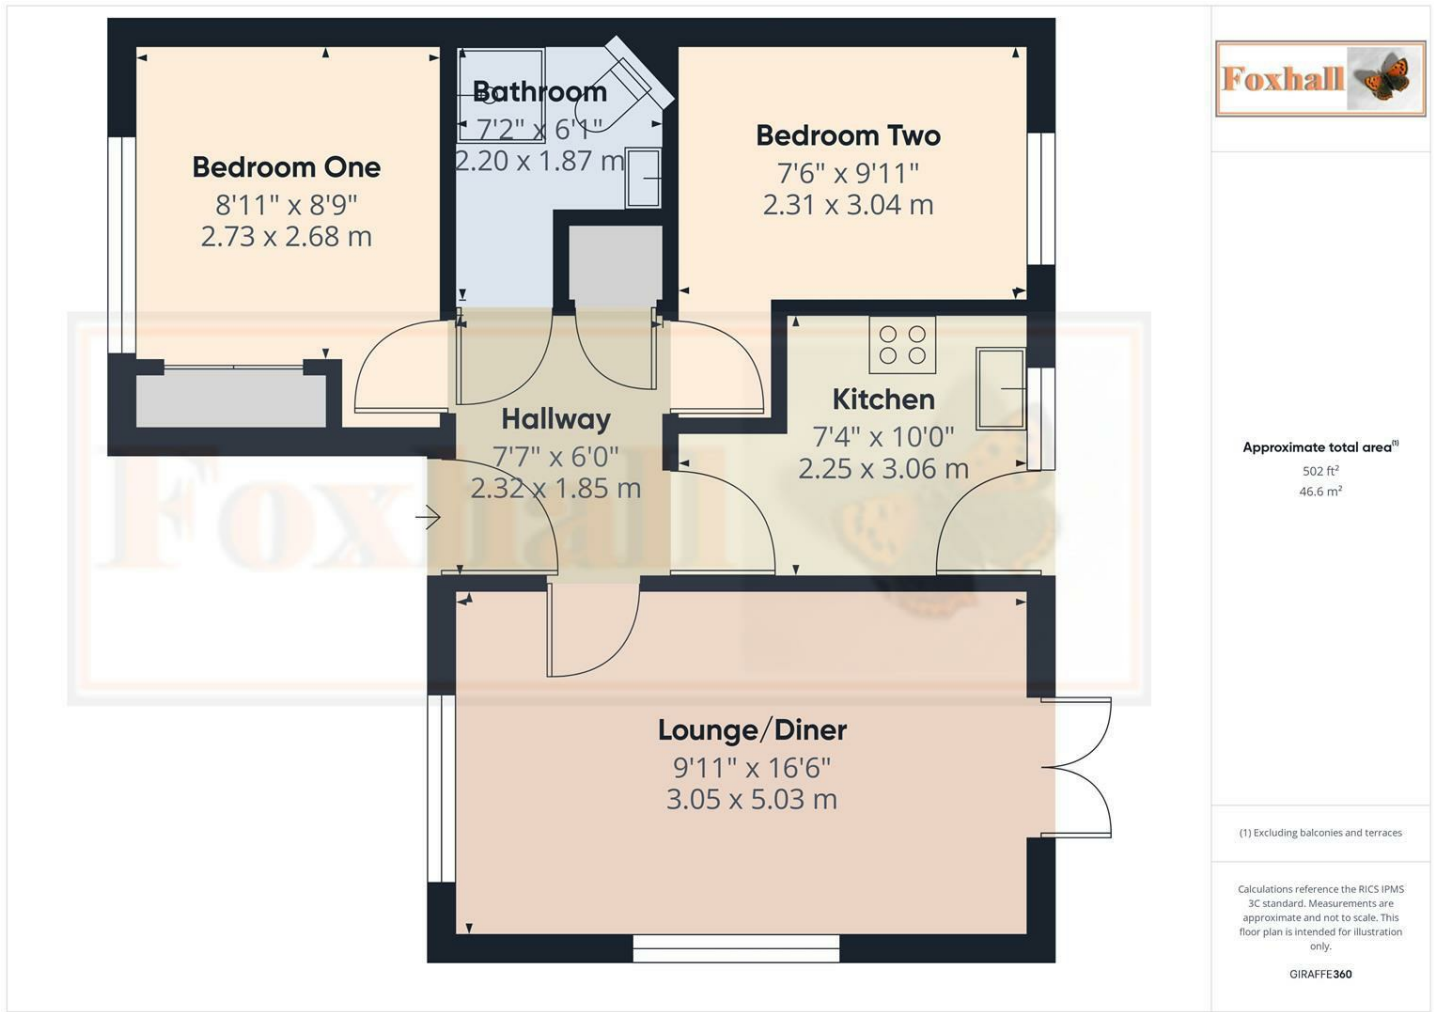 Bathroom
7'2" x 6'1"
2.20 x 1.87 m
Bedroom One
8'11" x 8'9"
2.73 x 2.68 m
Bedroom Two
7'6" x 9'11"
2.31 x 3.04 m
Hallway
7'7" x 6'0"
2.32 x 1.85 m
Kitchen
7'4" x 10'0"
2.25 x 3.06 m
Foxhall
Lounge/Diner
9'11" x 16'6"
3.05 x 5.03 m
Foxhall
Approximate total area(1)
502 ft²
46.6 m²
(1) Excluding balconies and terraces
Calculations reference the RICS IPMS
3C standard. Measurements are
approximate and not to scale. This
floor plan is intended for illustration
only.
GIRAFFE360